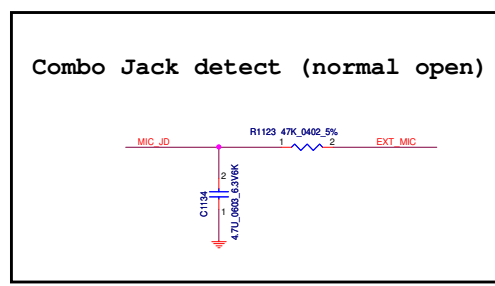 Combo Jack detect (normal open)
R1123 47K_0402_5%
MIC_JD
1
2
EXT_MIC
2
C1134
1
4.7U_0603_6.3V6K